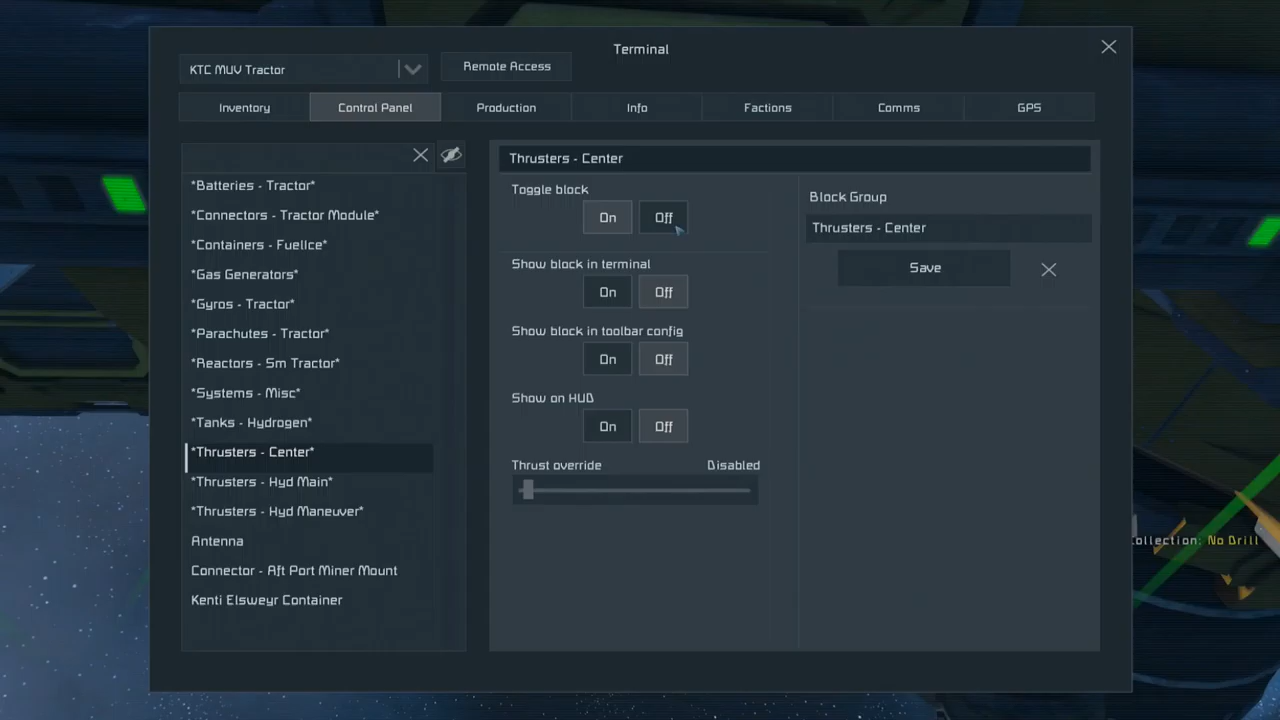 Terminal
KTC MUV Tractor
Remote Access
Inventory
Control Panel
Production
Info
Factions
Comms
GPS
*Batteries - Tractor*
*Connectors - Tractor Module*
*Containers - FuelIce*
*Gas Generators*
*Gyros - Tractor*
*Parachutes - Tractor*
*Reactors - Sm Tractor*
*Systems - Misc*
*Tanks - Hydrogen*
*Thrusters - Center*
*Thrusters - Hyd Main*
*Thrusters - Hyd Maneuver*
Antenna
Connector - Aft Port Miner Mount
Kenti Elsweyr Container
Thrusters - Center
Toggle block
On Off
Show block in terminal
On Off
Show block in toolbar config
On Off
Show on HUD
On Off
Thrust override Disabled
Block Group
Thrusters - Center
Save
ollection: No Drill